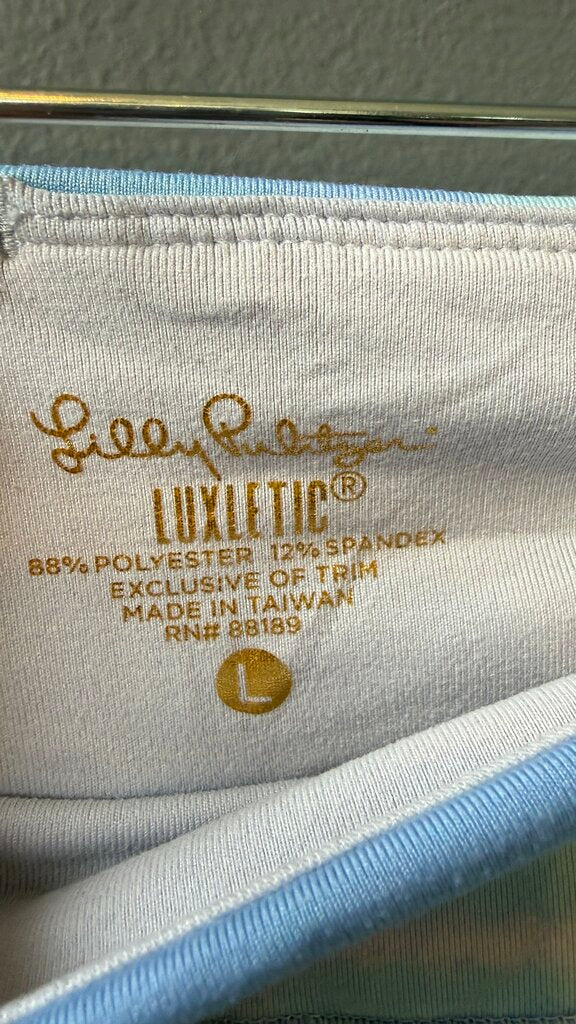 Lilly Pulitzer®
LUXLETIC®
88% POLYESTER 12% SPANDEX
EXCLUSIVE OF TRIM
MADE IN TAIWAN
RN# 88189
L